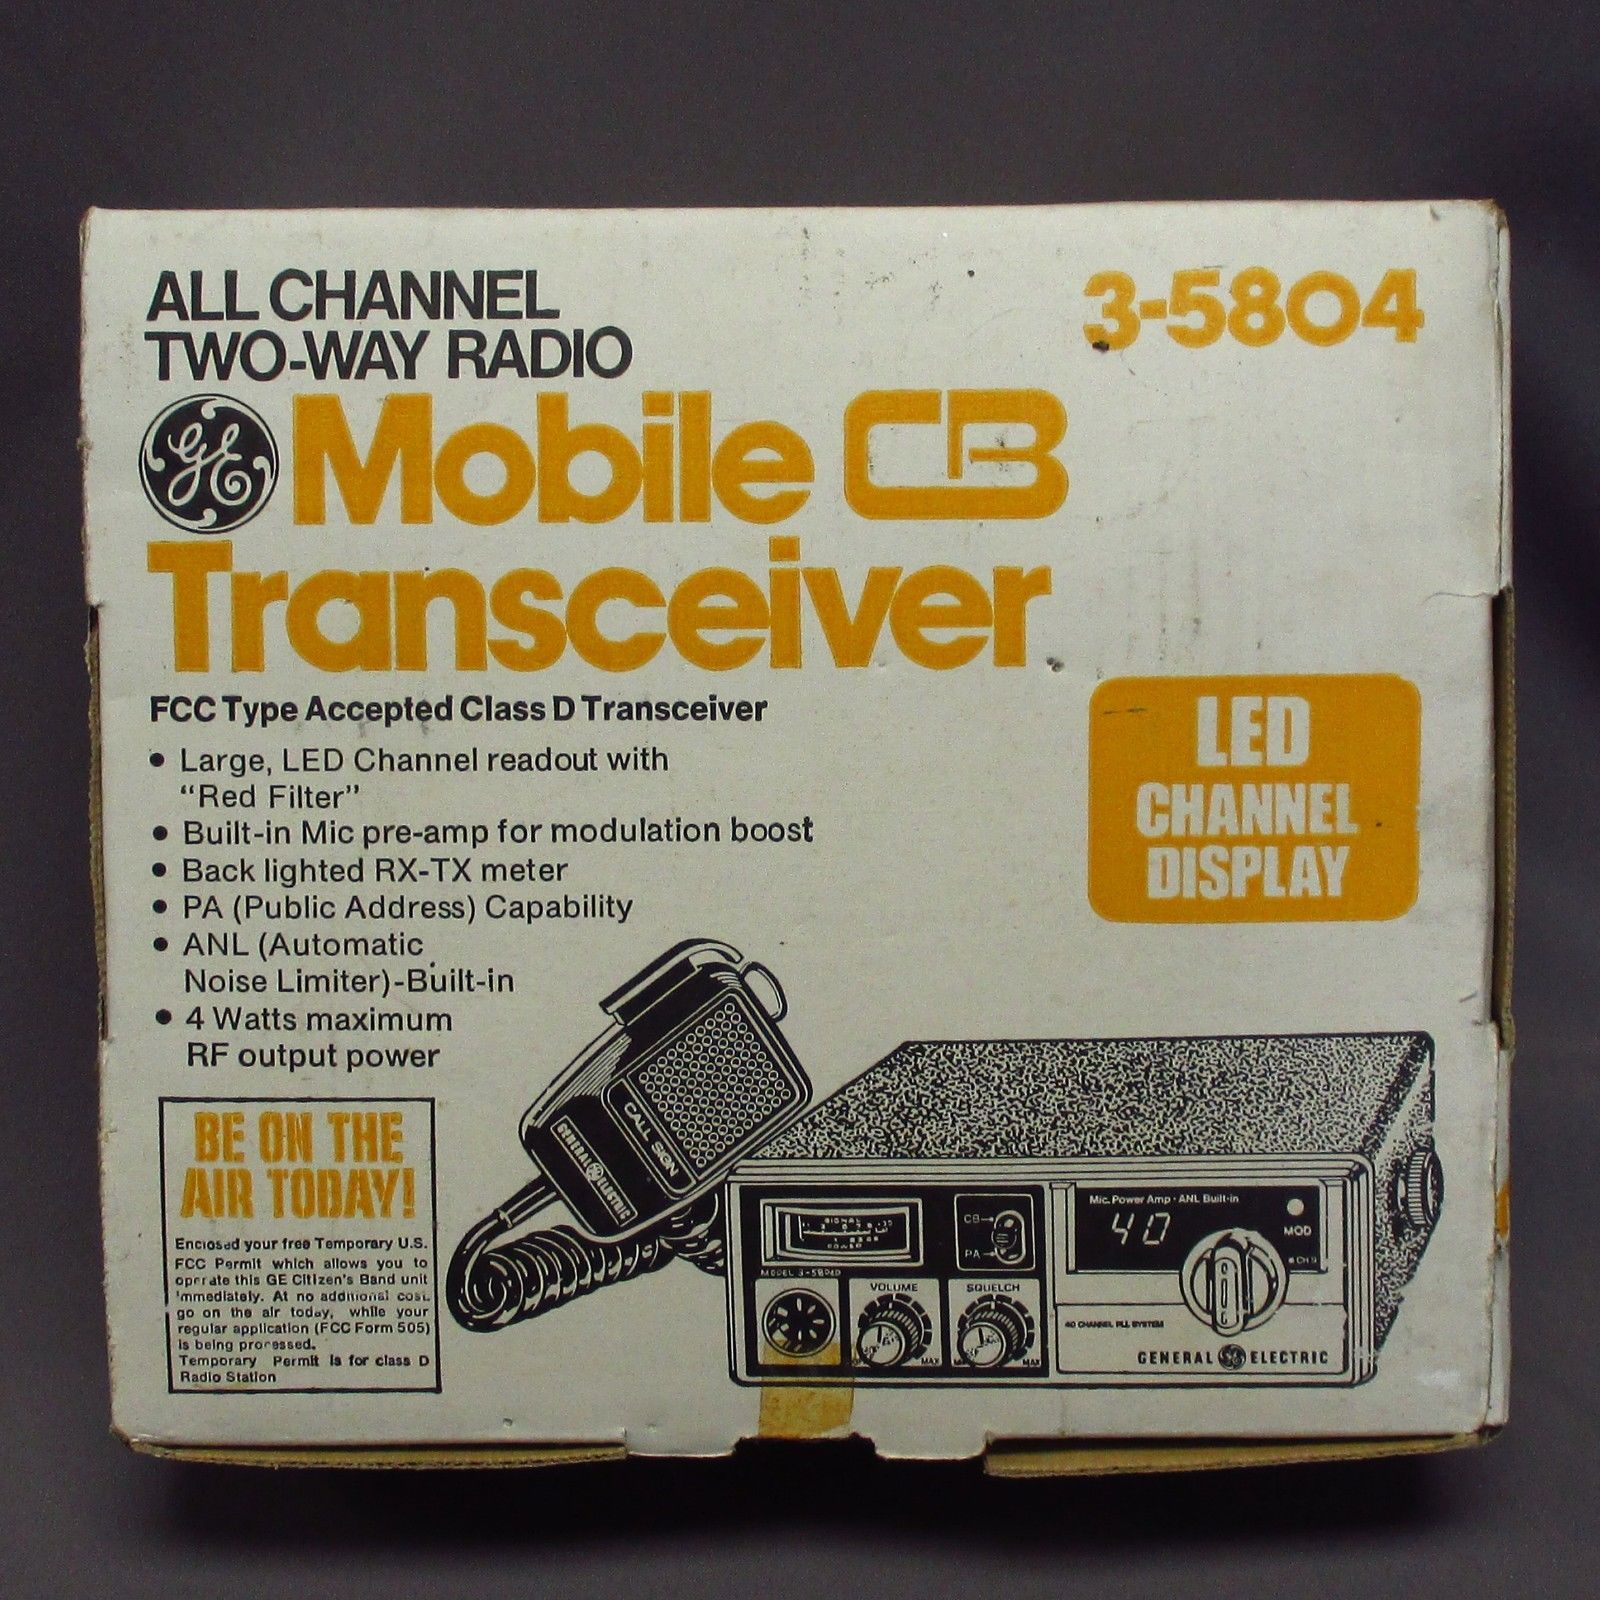 ALL CHANNEL
TWO-WAY RADIO
3-5804
GE Mobile CB
Transceiver
FCC Type Accepted Class D Transceiver
• Large, LED Channel readout with
“Red Filter”
• Built-in Mic pre-amp for modulation boost
• Back lighted RX-TX meter
• PA (Public Address) Capability
• ANL (Automatic
Noise Limiter)-Built-in
• 4 Watts maximum
RF output power
LED
CHANNEL
DISPLAY
BE ON THE
AIR TODAY!
Enclosed your free Temporary U.S.
FCC Permit which allows you to
operate this GE Citizen's Band unit
immediately. At no additional cost
go on the air today, while your
regular application (FCC Form 505)
is being processed.
Temporary Permit is for class D
Radio Station
CALL SIGN
GENERAL GE ELECTRIC
SIGNAL
CB
PA
MODEL 3-5804D
VOLUME
MAX
SQUELCH
MAX
Mic. Power Amp · ANL Built-in
40
MOD
40 CHANNEL PLL SYSTEM
GENERAL GE ELECTRIC